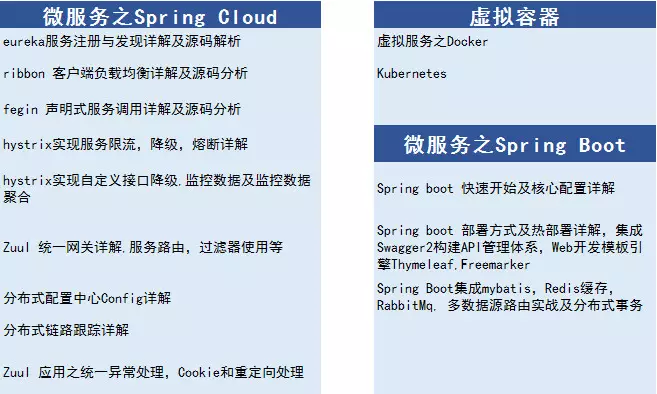 微服务之Spring Cloud
eureka服务注册与发现详解及源码解析
ribbon 客户端负载均衡详解及源码分析
fegin 声明式服务调用详解及源码分析
hystrix实现服务限流，降级，熔断详解
hystrix实现自定义接口降级,监控数据及监控数据
聚合
Zuul 统一网关详解,服务路由，过滤器使用等
分布式配置中心Config详解
分布式链路跟踪详解
Zuul 应用之统一异常处理，Cookie和重定向处理
虚拟容器
虚拟服务之Docker
Kubernetes
微服务之Spring Boot
Spring boot 快速开始及核心配置详解
Spring boot 部署方式及热部署详解，集成
Swagger2构建API管理体系，Web开发模板引
擎Thymeleaf,Freemarker
Spring Boot集成mybatis，Redis缓存，
RabbitMq, 多数据源路由实战及分布式事务